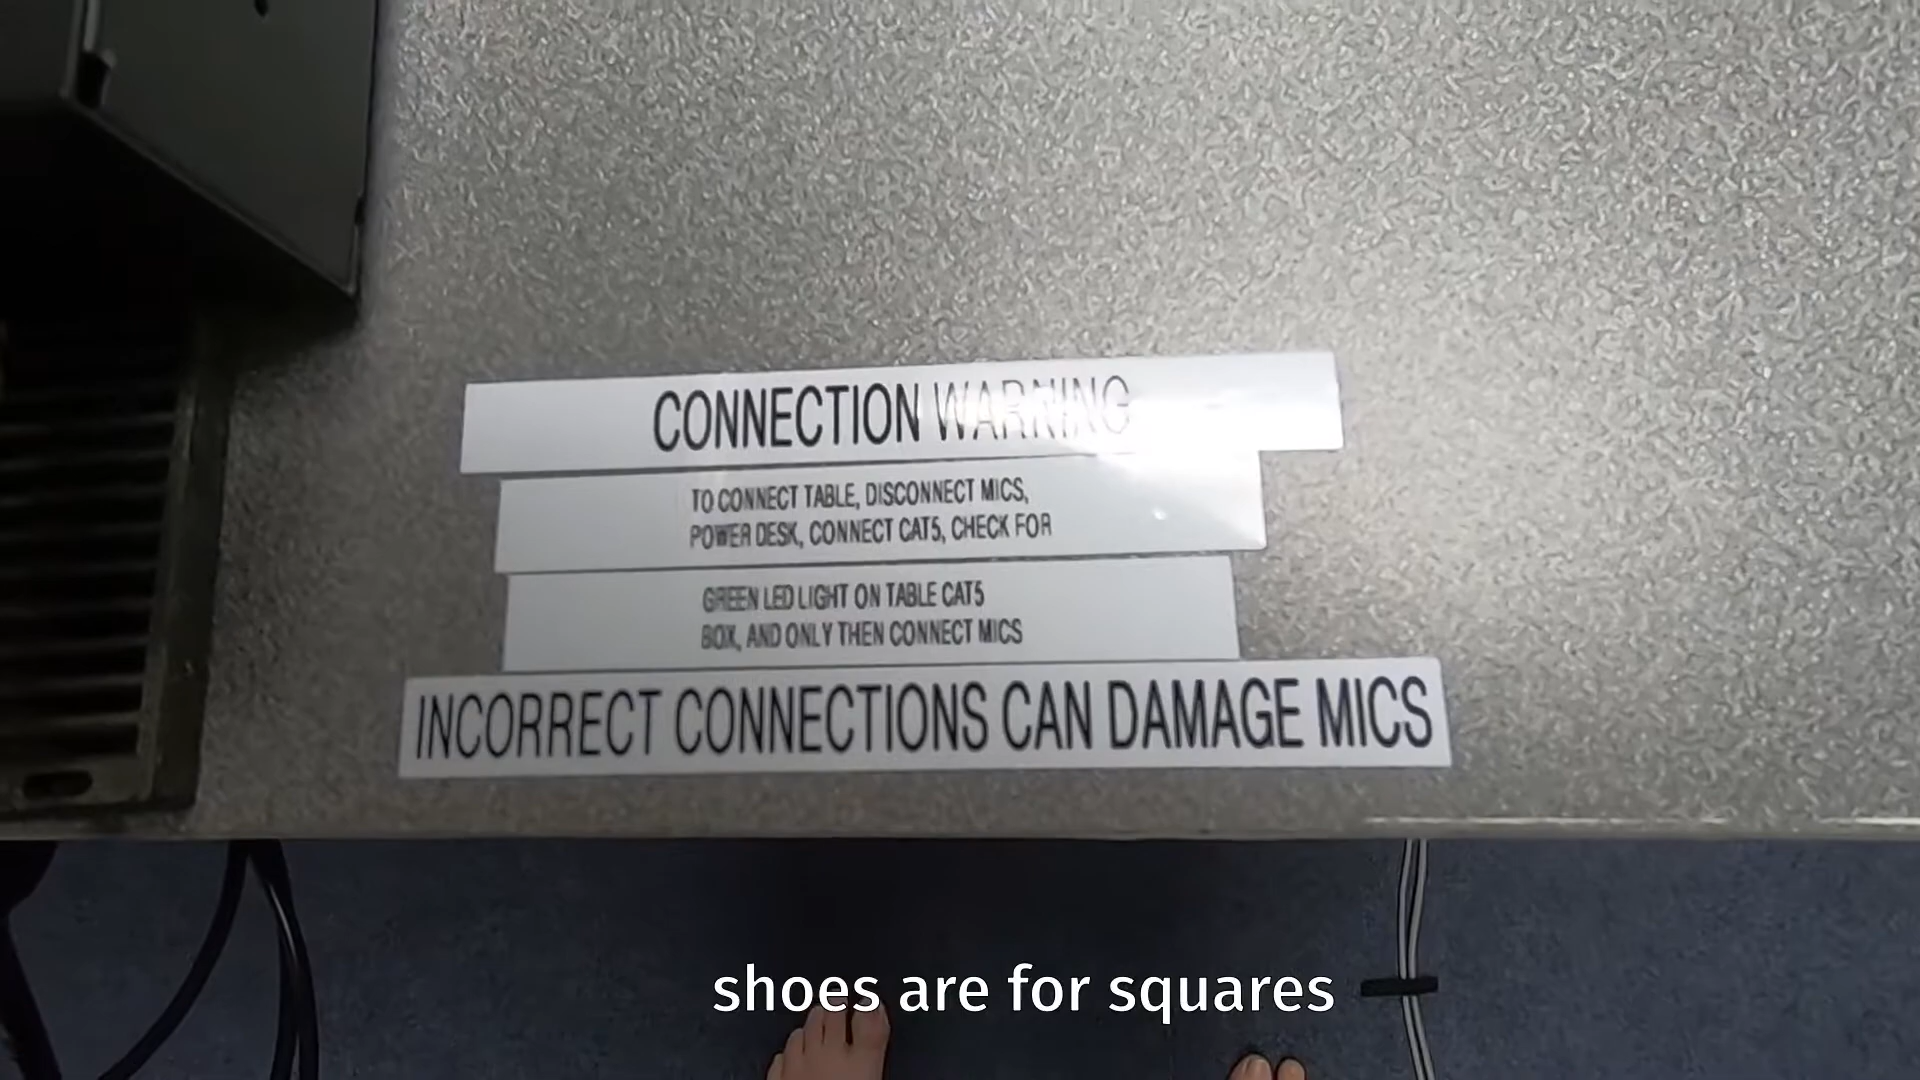 CONNECTION WARNING
TO CONNECT TABLE, DISCONNECT MICS,
POWER DESK, CONNECT CAT5, CHECK FOR
GREEN LED LIGHT ON TABLE CAT5
BOX, AND ONLY THEN CONNECT MICS
INCORRECT CONNECTIONS CAN DAMAGE MICS
shoes are for squares